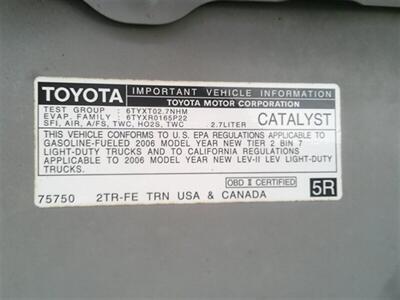 TOYOTA IMPORTANT VEHICLE INFORMATION
TOYOTA MOTOR CORPORATION
TEST GROUP : 6TYXT02.7NHM
EVAP. FAMILY : 6TYXR0165P22
SFI, AIR, A/FS, TWC, HO2S, TWC 2.7LITER CATALYST
THIS VEHICLE CONFORMS TO U.S. EPA REGULATIONS APPLICABLE TO
GASOLINE-FUELED 2006 MODEL YEAR NEW TIER 2 BIN 7
LIGHT-DUTY TRUCKS AND TO CALIFORNIA REGULATIONS
APPLICABLE TO 2006 MODEL YEAR NEW LEV-II LEV LIGHT-DUTY
TRUCKS.
OBD II CERTIFIED 5R
75750 2TR-FE TRN USA & CANADA